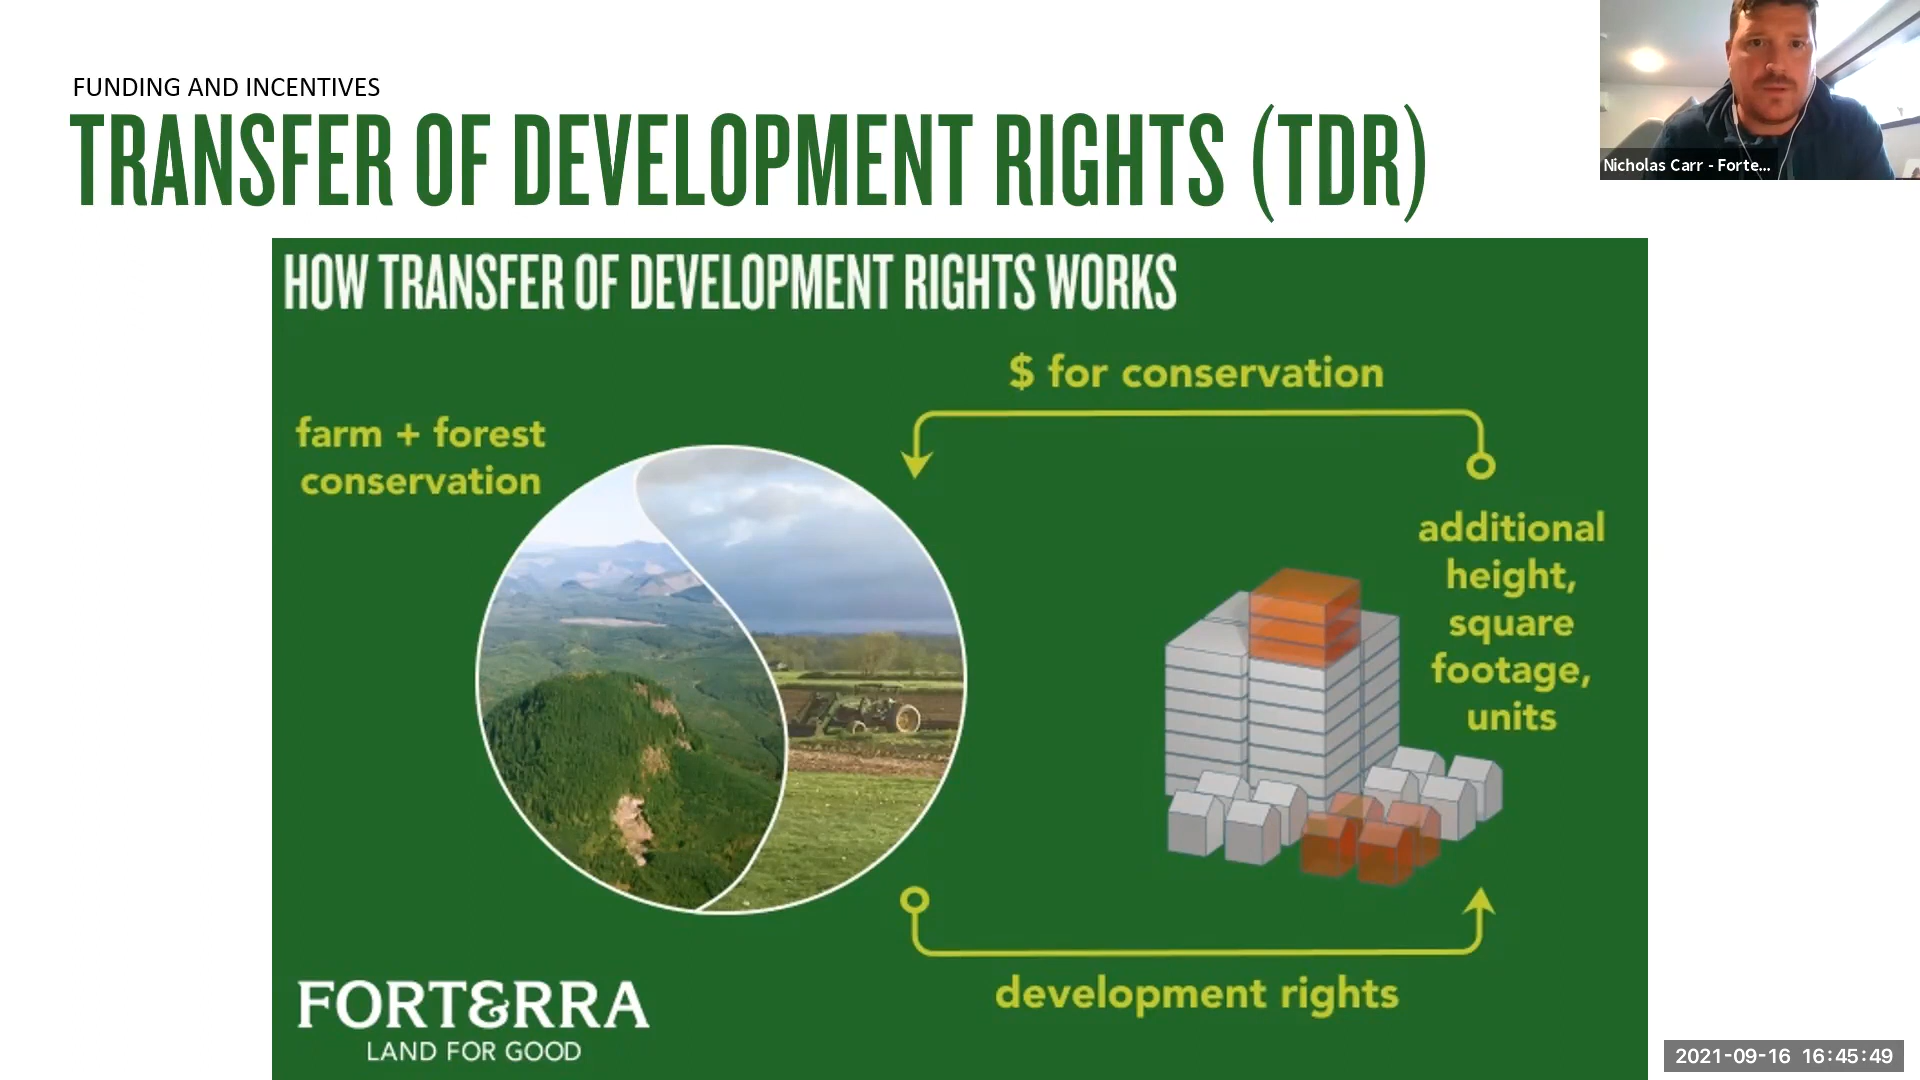 FUNDING AND INCENTIVES
TRANSFER OF DEVELOPMENT RIGHTS (TDR)
Nicholas Carr - Forte...
HOW TRANSFER OF DEVELOPMENT RIGHTS WORKS
$ for conservation
farm + forest
conservation
additional
height,
square
footage,
units
development rights
FORT&RRA
LAND FOR GOOD
2021-09-16 16:45:49